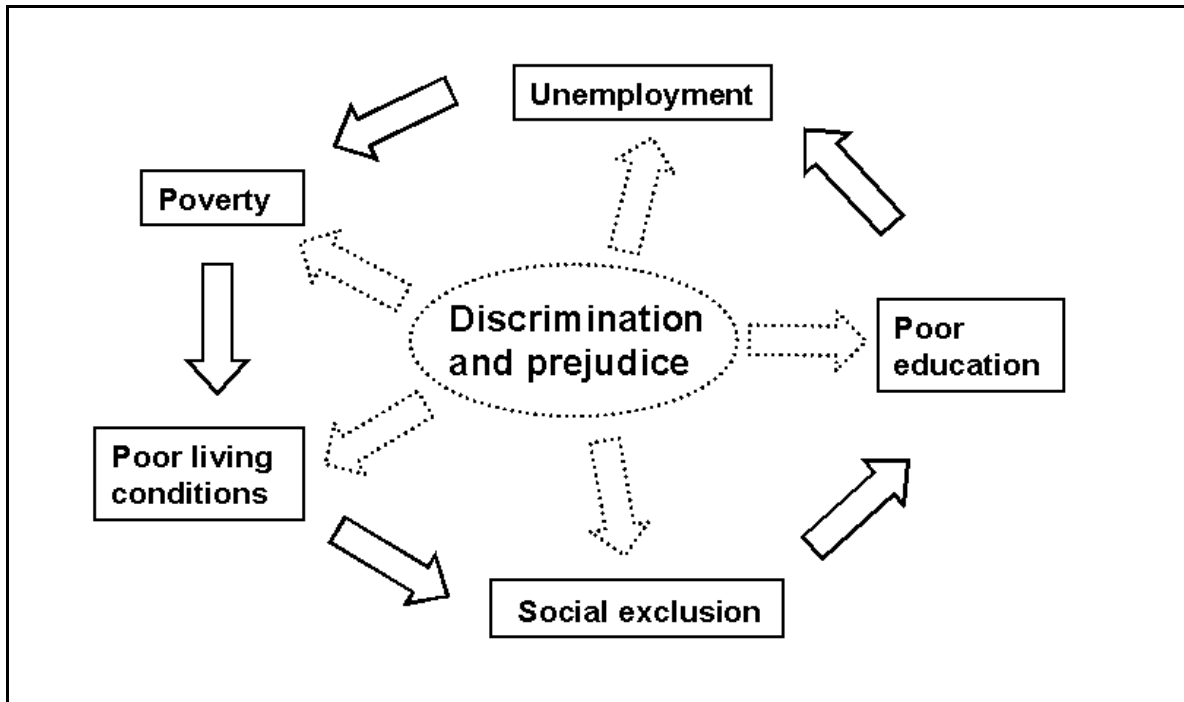 Unemployment
Poverty
Discrimination
and prejudice
Poor
education
Poor living
conditions
Social exclusion